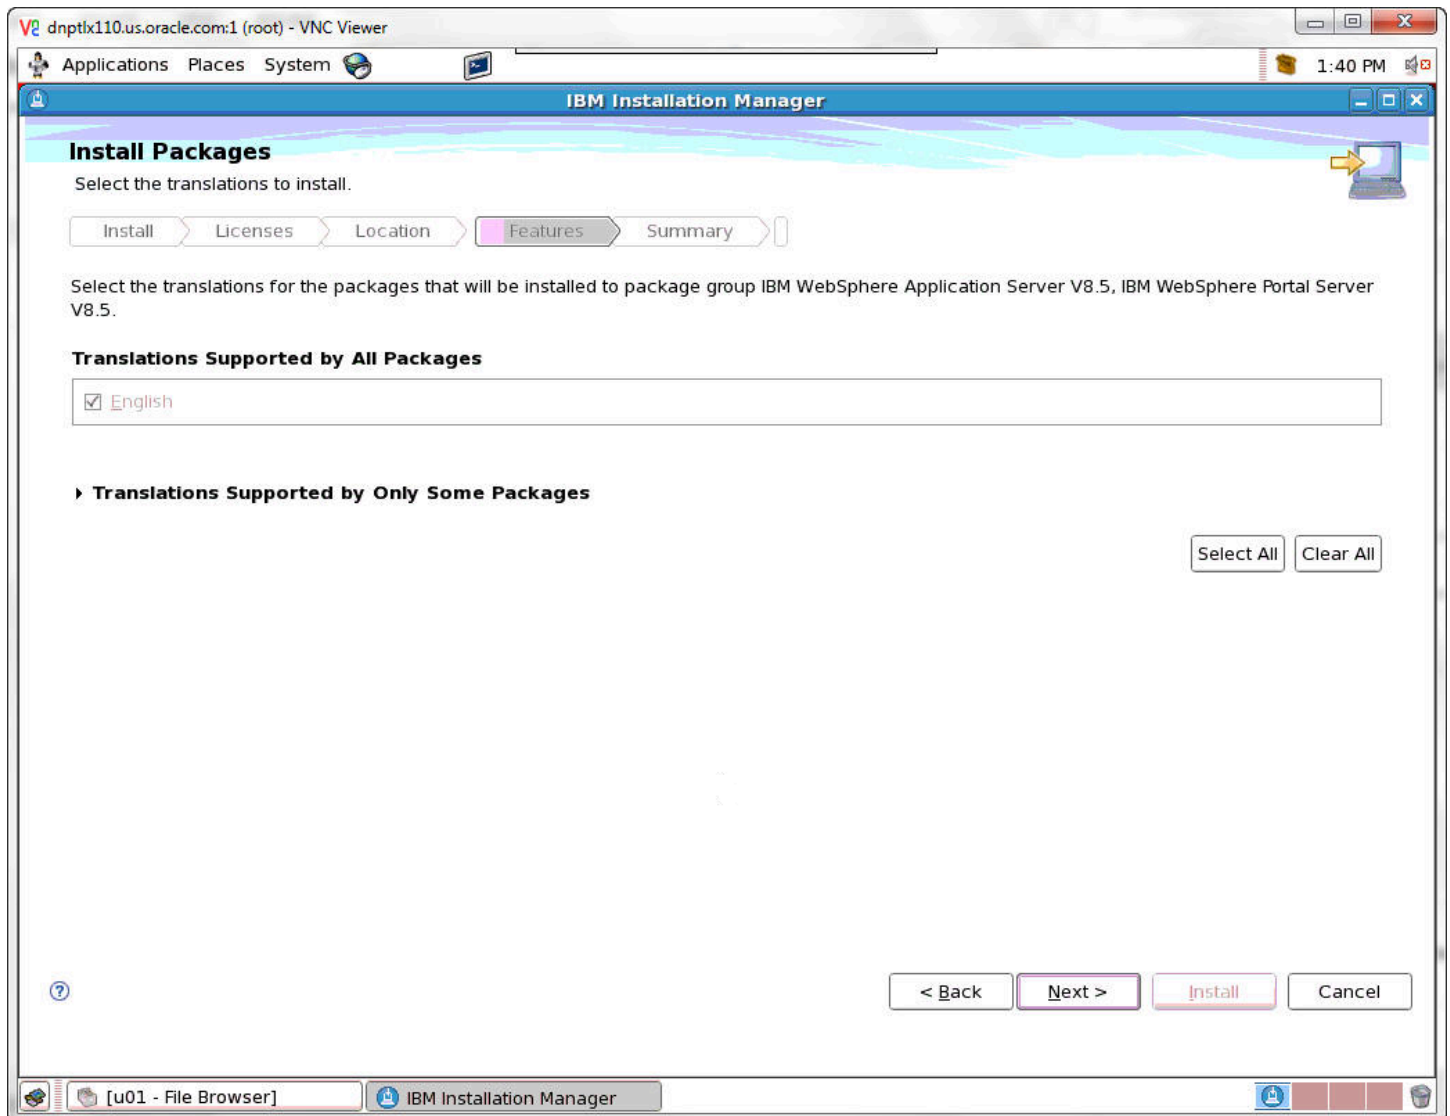 dnptlx110.us.oracle.com:1 (root) - VNC Viewer
Applications Places System 1:40 PM
IBM Installation Manager
Install Packages
Select the translations to install.
Install Licenses Location Features Summary
Select the translations for the packages that will be installed to package group IBM WebSphere Application Server V8.5, IBM WebSphere Portal Server
V8.5.
Translations Supported by All Packages
English
Translations Supported by Only Some Packages
Select All Clear All
? < Back Next > Install Cancel
[u01 - File Browser] IBM Installation Manager